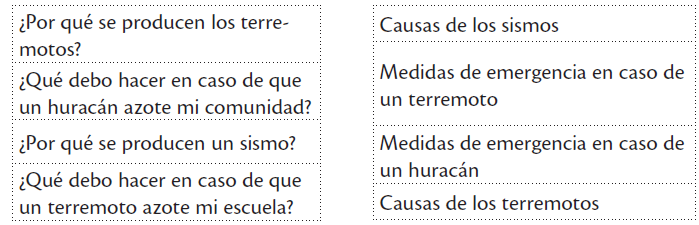 ¿Por qué se producen los terre-
motos?
¿Qué debo hacer en caso de que
un huracán azote mi comunidad?
¿Por qué se producen un sismo?
¿Qué debo hacer en caso de que
un terremoto azote mi escuela?
Causas de los sismos
Medidas de emergencia en caso de
un terremoto
Medidas de emergencia en caso de
un huracán
Causas de los terremotos